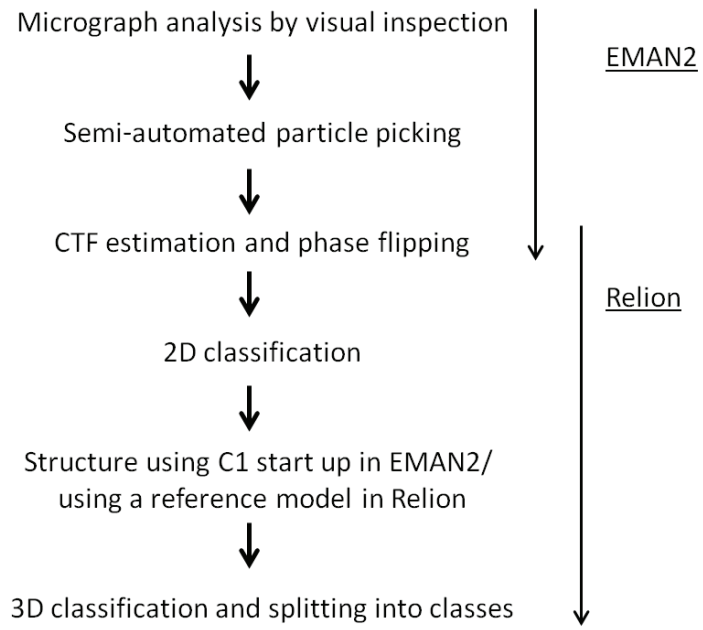 Micrograph analysis by visual inspection
EMAN2
Semi-automated particle picking
CTF estimation and phase flipping
Relion
2D classification
Structure using C1 start up in EMAN2/
using a reference model in Relion
3D classification and splitting into classes